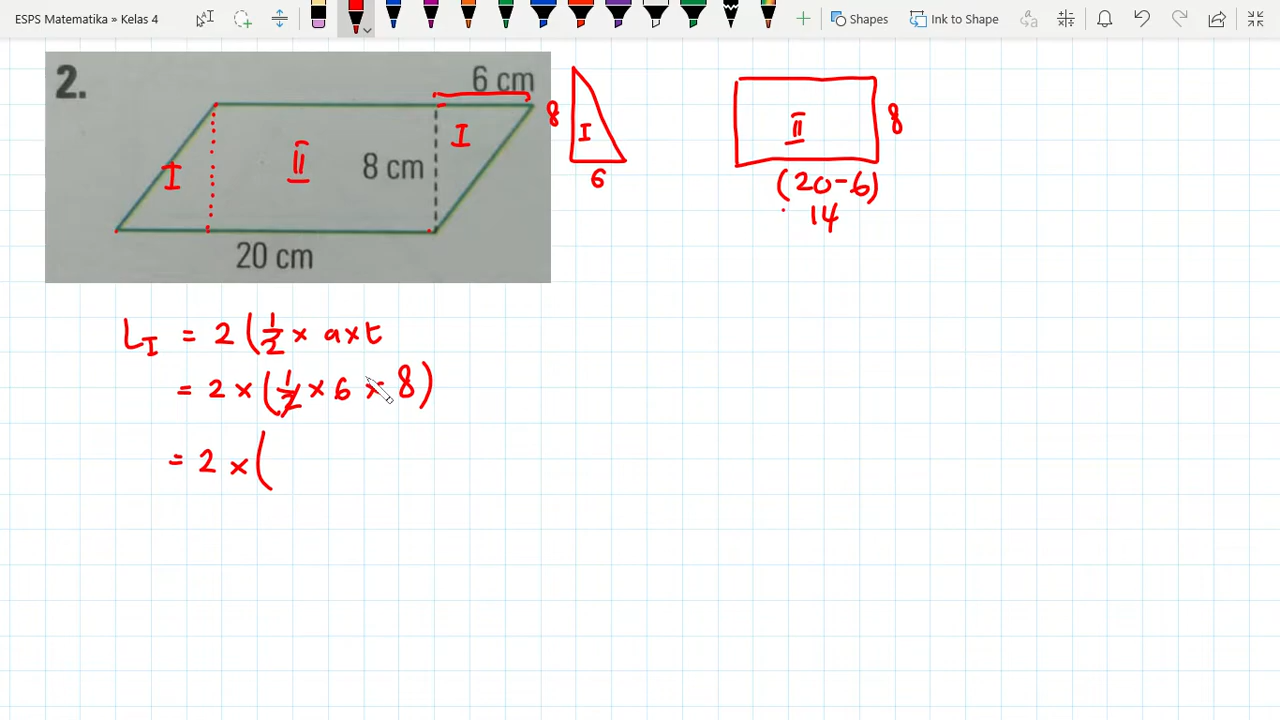 ESPS Matematika » Kelas 4
Shapes
Ink to Shape
2.
6 cm
I
II
I
8 cm
20 cm
8
I
6
II
8
(20-6)
14
L_I = 2 (1/2 × a × t
= 2 × (1/2 × 6 × 8)
= 2 × (